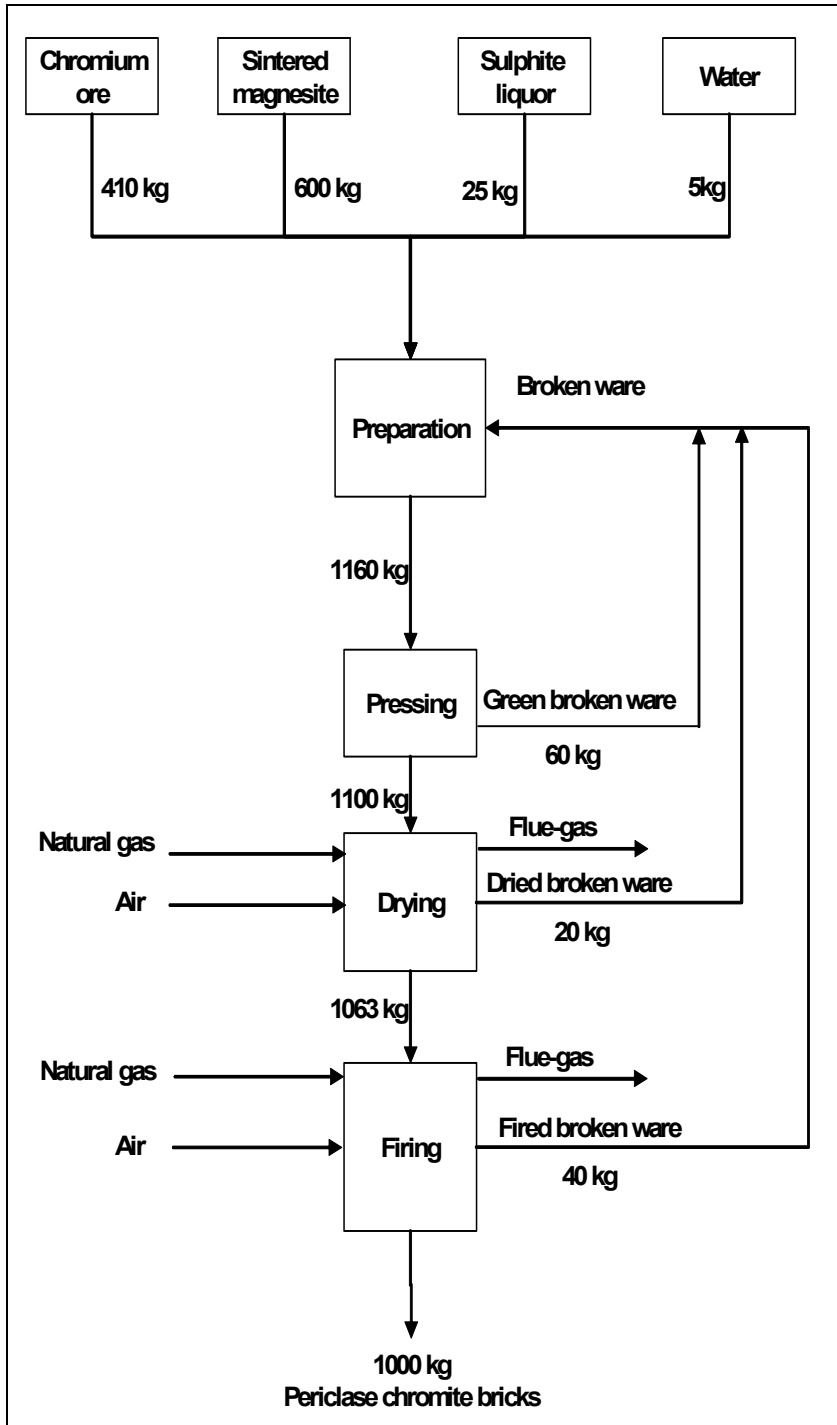 Chromium
ore
Sintered
magnesite
Sulphite
liquor
Water
410 kg
600 kg
25 kg
5kg
Broken ware
Preparation
1160 kg
Pressing
Green broken ware
60 kg
1100 kg
Natural gas
Flue-gas
Air
Drying
Dried broken ware
20 kg
1063 kg
Natural gas
Flue-gas
Air
Firing
Fired broken ware
40 kg
1000 kg
Periclase chromite bricks